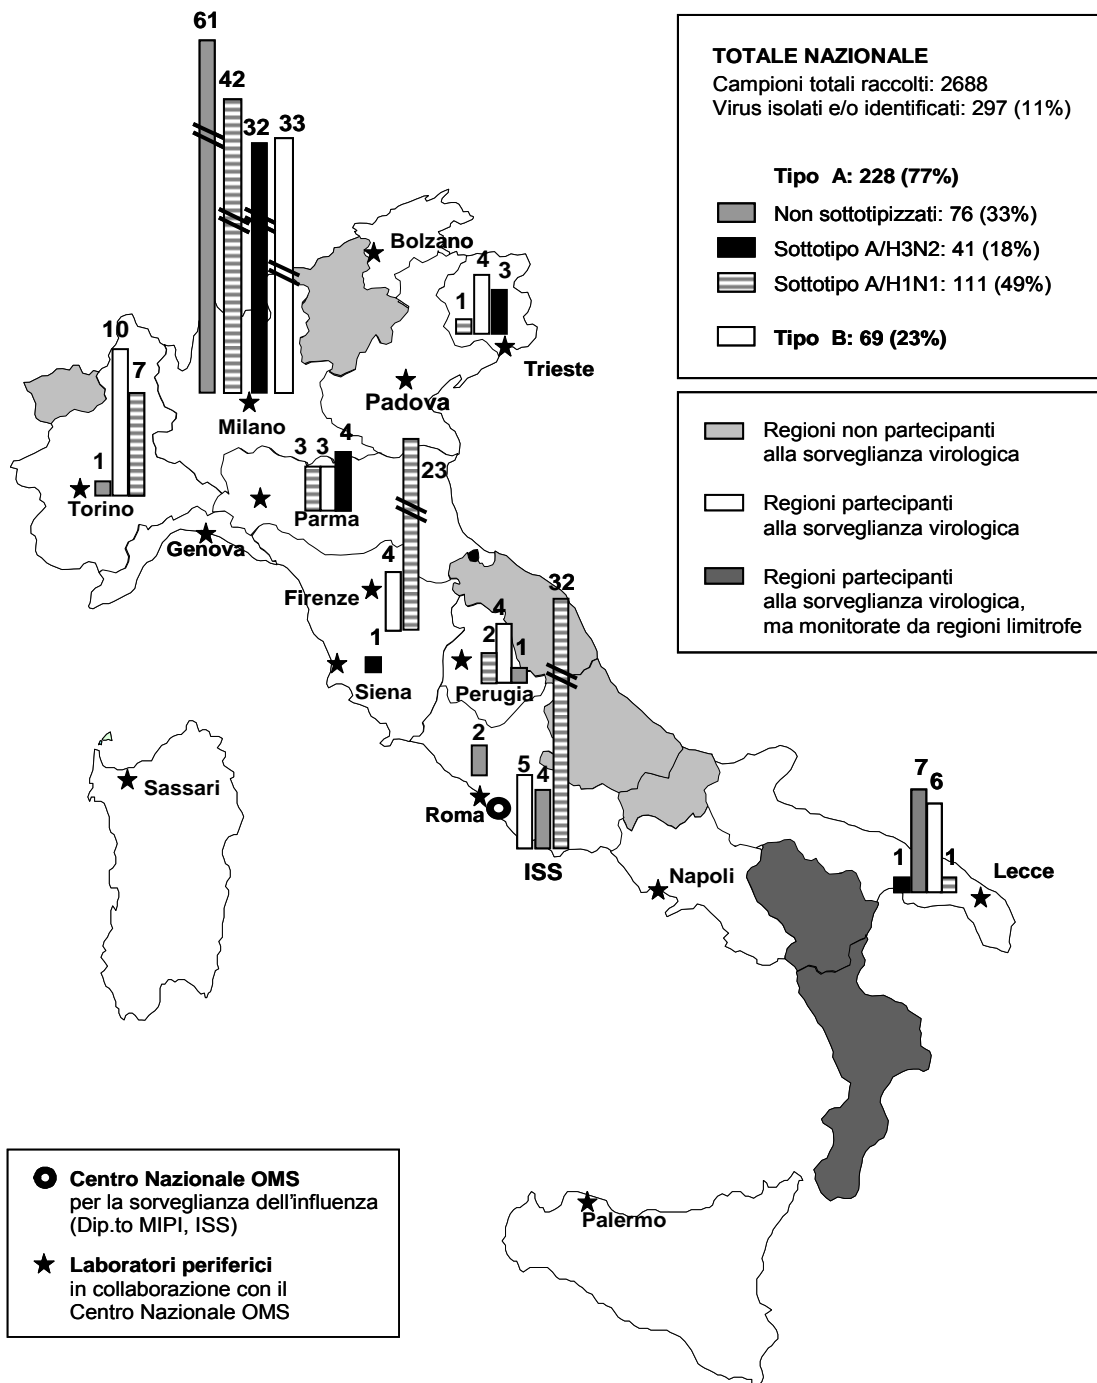 61
42
32
33
TOTALE NAZIONALE
Campioni totali raccolti: 2688
Virus isolati e/o identificati: 297 (11%)
Tipo A: 228 (77%)
Non sottotipizzati: 76 (33%)
Sottotipo A/H3N2: 41 (18%)
Sottotipo A/H1N1: 111 (49%)
Tipo B: 69 (23%)
Bolzano
1
4
3
Trieste
10
7
1
Torino
Milano
Padova
Regioni non partecipanti
alla sorveglianza virologica
Regioni partecipanti
alla sorveglianza virologica
Regioni partecipanti
alla sorveglianza virologica,
ma monitorate da regioni limitrofe
3
3
4
Parma
23
Genova
4
Firenze
1
Siena
2
4
1
Perugia
32
2
5
4
Roma
ISS
Sassari
Napoli
1
7
6
1
Lecce
Palermo
Centro Nazionale OMS
per la sorveglianza dell'influenza
(Dip.to MIPI, ISS)
Laboratori periferici
in collaborazione con il
Centro Nazionale OMS